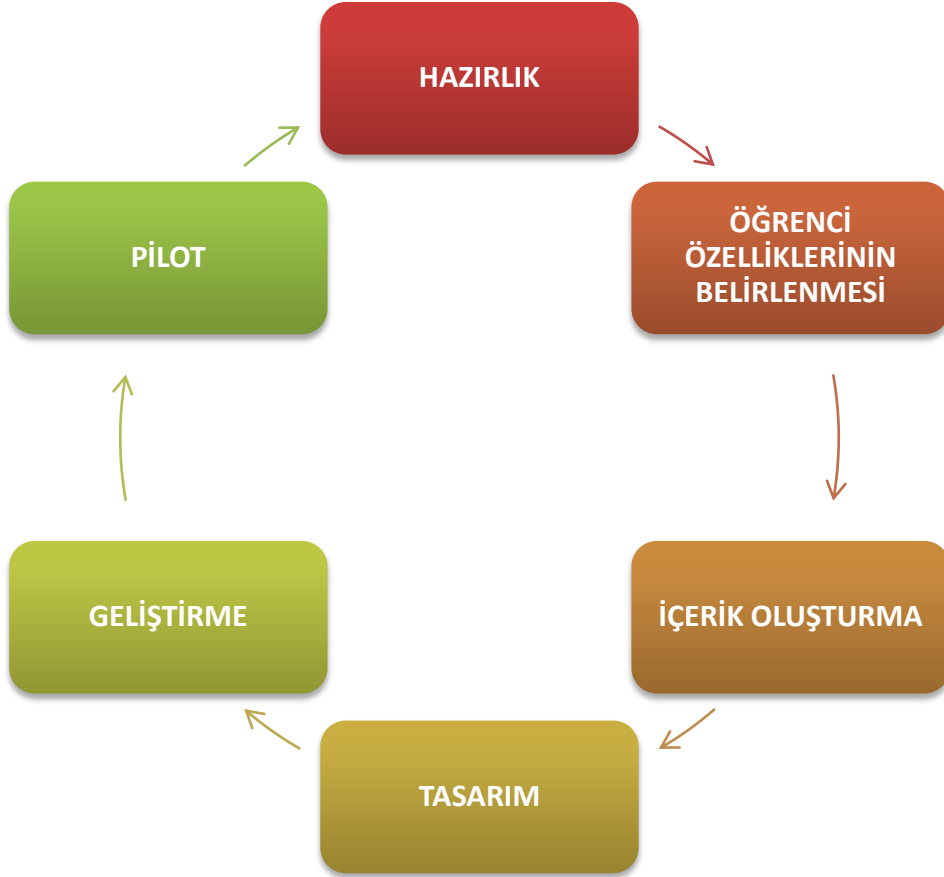 HAZIRLIK
ÖĞRENCİ
ÖZELLİKLERİNİN
BELİRLENMESİ
İÇERİK OLUŞTURMA
TASARIM
GELİŞTİRME
PİLOT